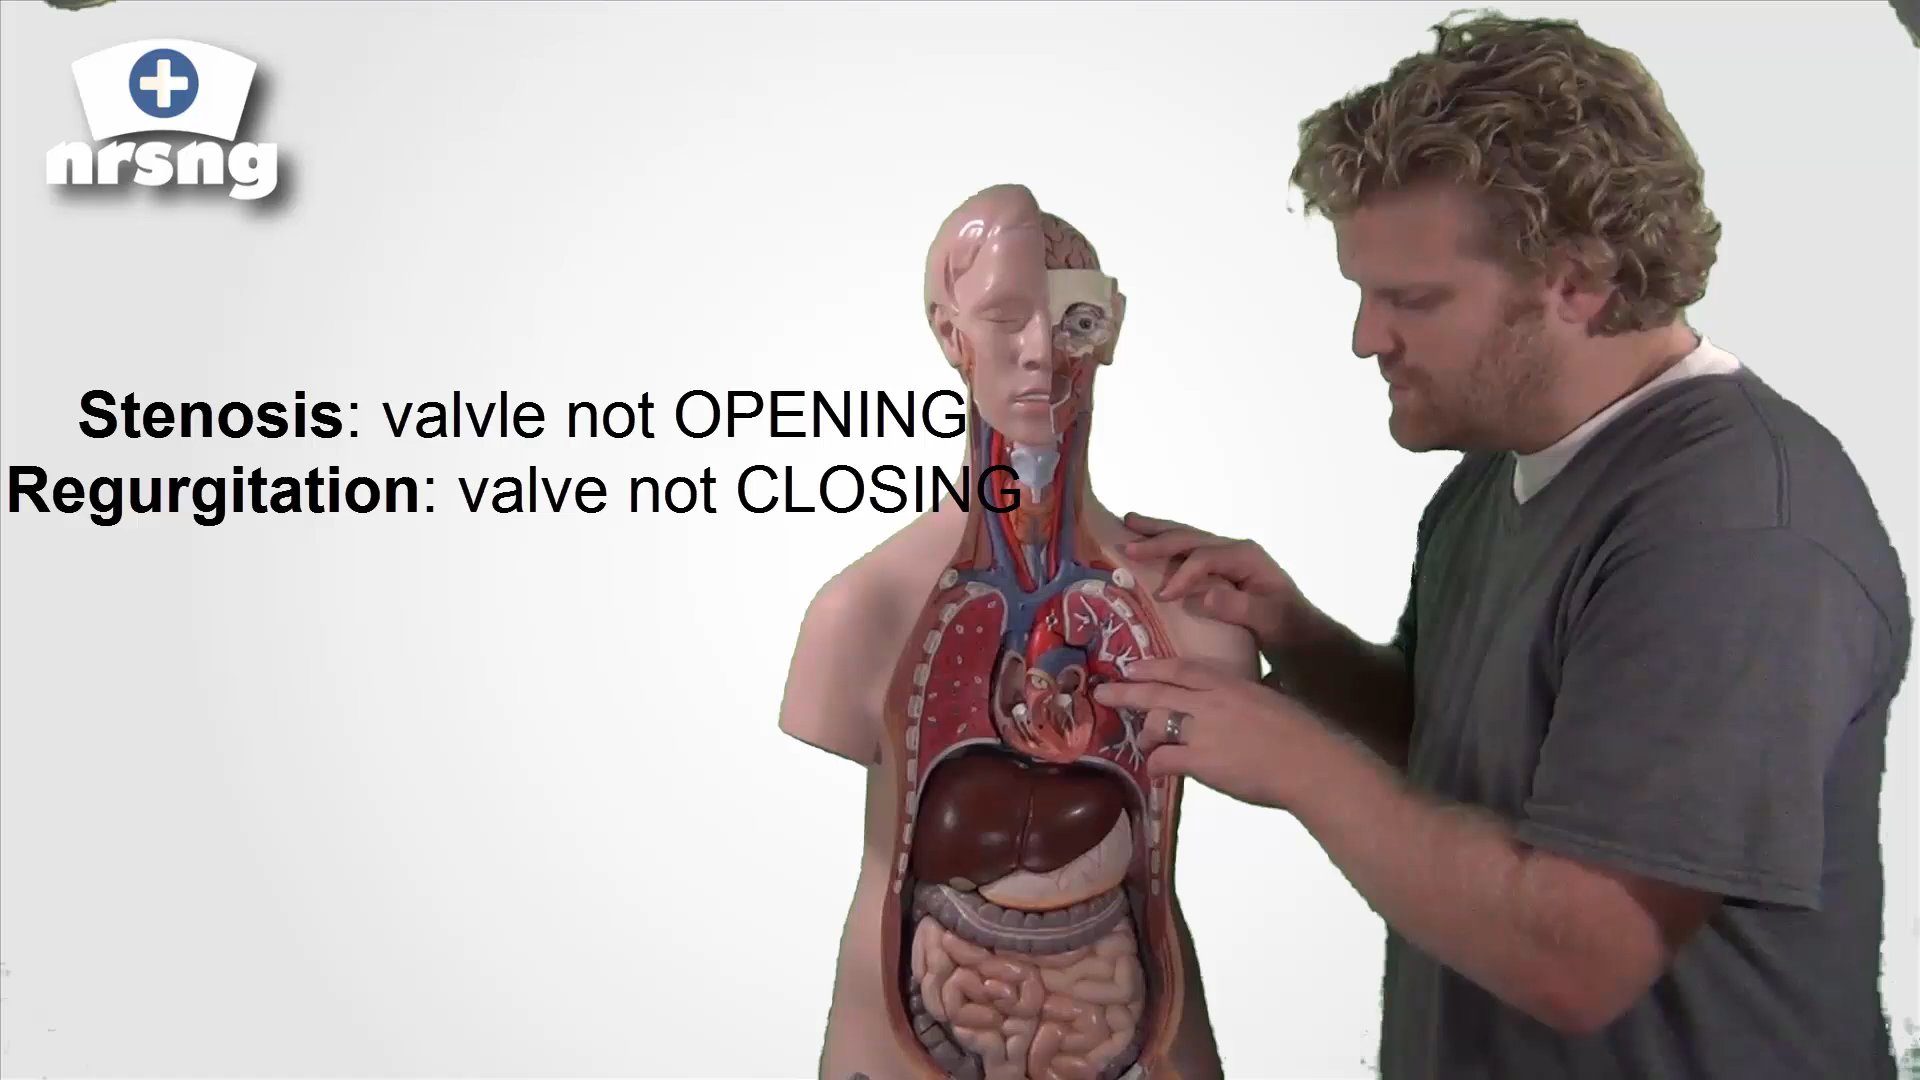 nrsng
Stenosis: valvle not OPENING
Regurgitation: valve not CLOSING